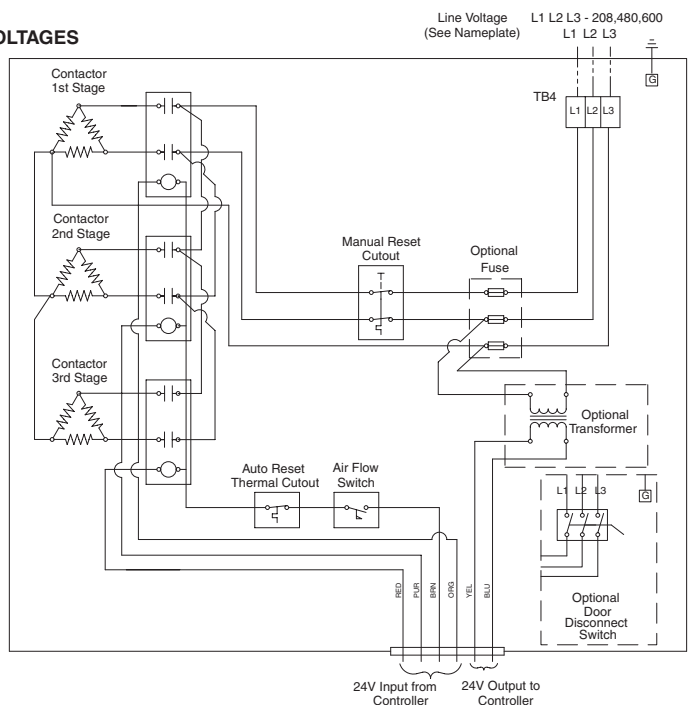 OLTAGES
Line Voltage
(See Nameplate)
L1 L2 L3 - 208,480,600
L1 L2 L3
G
TB4
L1 L2 L3
Contactor
1st Stage
Contactor
2nd Stage
Manual Reset
Cutout
Optional
Fuse
Contactor
3rd Stage
Optional
Transformer
Auto Reset
Thermal Cutout
Air Flow
Switch
L1 L2 L3
G
RED
PUR
BRN
ORG
YEL
BLU
Optional
Door
Disconnect
Switch
24V Input from
Controller
24V Output to
Controller